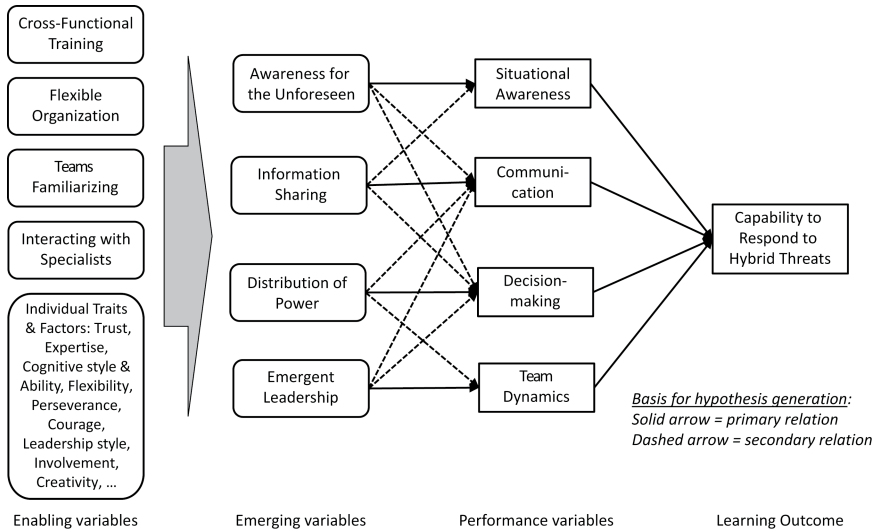 Cross-Functional
Training
Flexible
Organization
Teams
Familiarizing
Interacting with
Specialists
Individual Traits
& Factors: Trust,
Expertise,
Cognitive style &
Ability, Flexibility,
Perseverance,
Courage,
Leadership style,
Involvement,
Creativity, ...
Enabling variables
Awareness for
the Unforeseen
Information
Sharing
Distribution of
Power
Emergent
Leadership
Emerging variables
Situational
Awareness
Communi-
cation
Decision-
making
Team
Dynamics
Performance variables
Capability to
Respond to
Hybrid Threats
Basis for hypothesis generation:
Solid arrow = primary relation
Dashed arrow = secondary relation
Learning Outcome